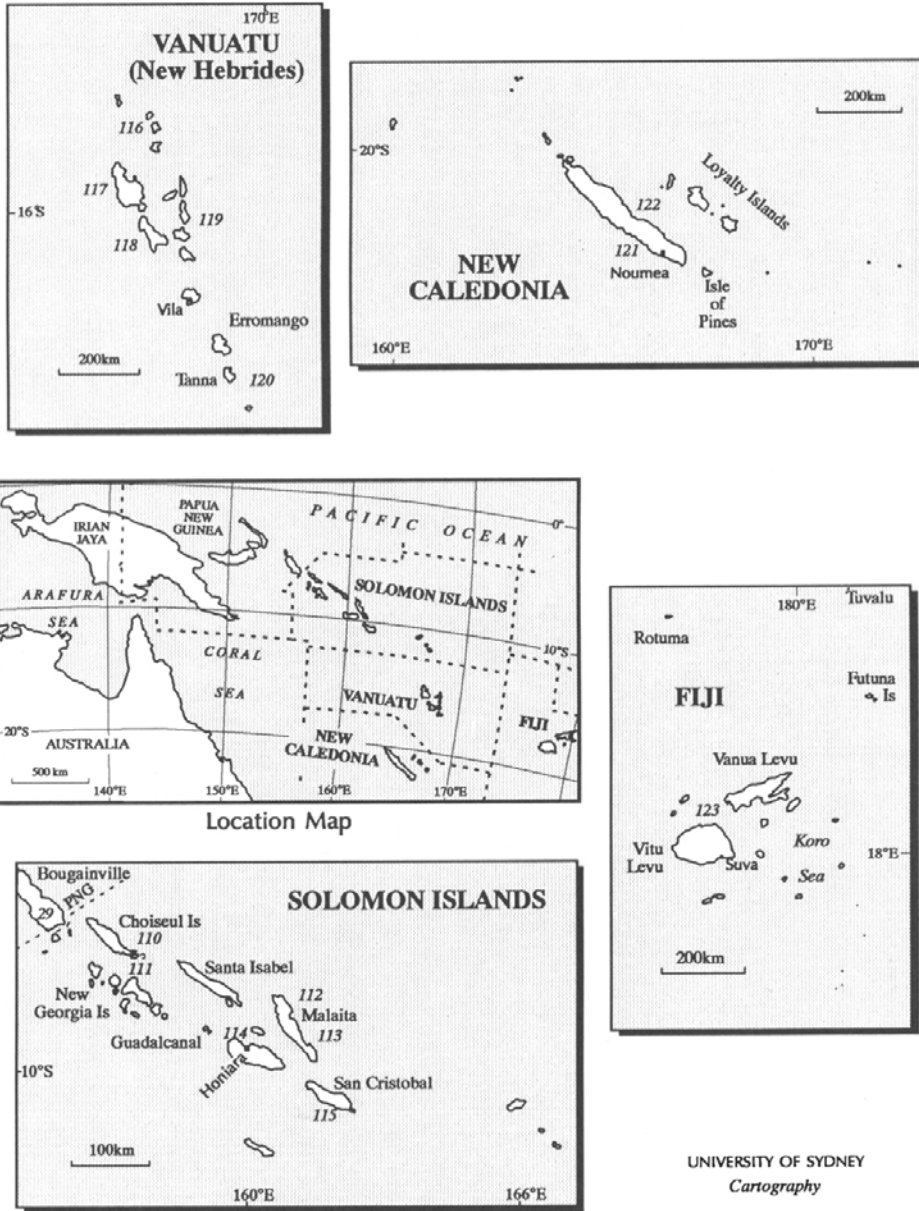 170°E
VANUATU
(New Hebrides)
116
117
16°S
119
118
Vila
Erromango
200km
Tanna
120
200km
20°S
Loyalty Islands
122
121
NEW
CALEDONIA
Noumea
Isle
of
Pines
160°E
170°E
IRIAN
JAYA
PAPUA
NEW
GUINEA
PACIFIC OCEAN
0°
SOLOMON ISLANDS
ARAFURA
SEA
CORAL
SEA
10°S
VANUATU
FIJI
20°S
AUSTRALIA
NEW
CALEDONIA
500 km
140°E
150°E
160°E
170°E
Location Map
180°E
Tuvalu
Rotuma
Futuna
Is
FIJI
Vanua Levu
123
Vitu
Levu
Suva
Koro
Sea
18°E
200km
Bougainville
29
PNG
SOLOMON ISLANDS
Choiseul Is
110
111
Santa Isabel
New
Georgia Is
112
Malaita
113
Guadalcanal
114
Honiara
10°S
San Cristobal
115
100km
160°E
166°E
UNIVERSITY OF SYDNEY
Cartography